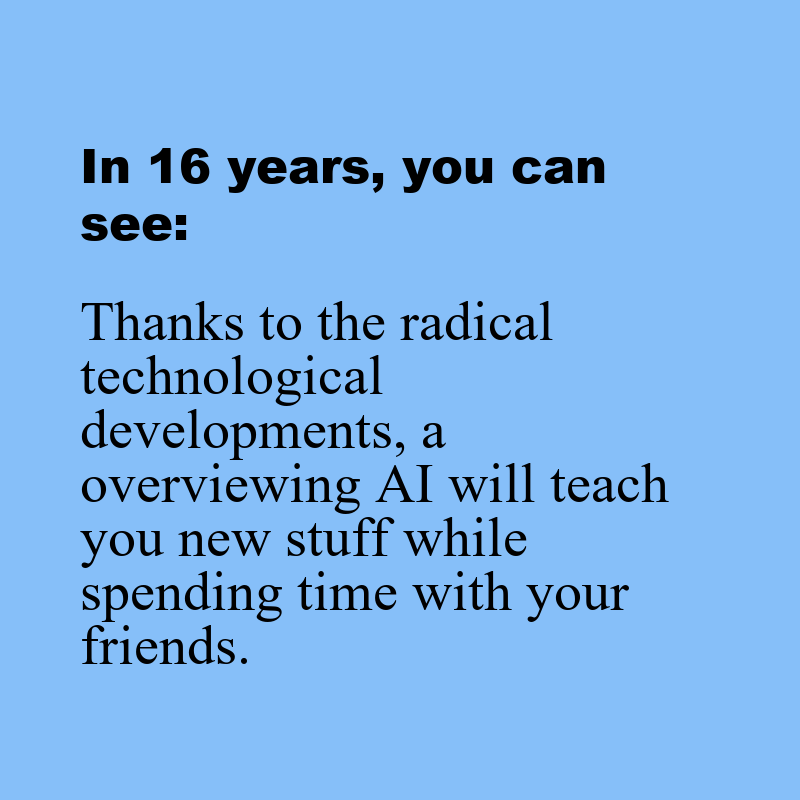 In 16 years, you can
see:
Thanks to the radical
technological
developments, a
overviewing AI will teach
you new stuff while
spending time with your
friends.